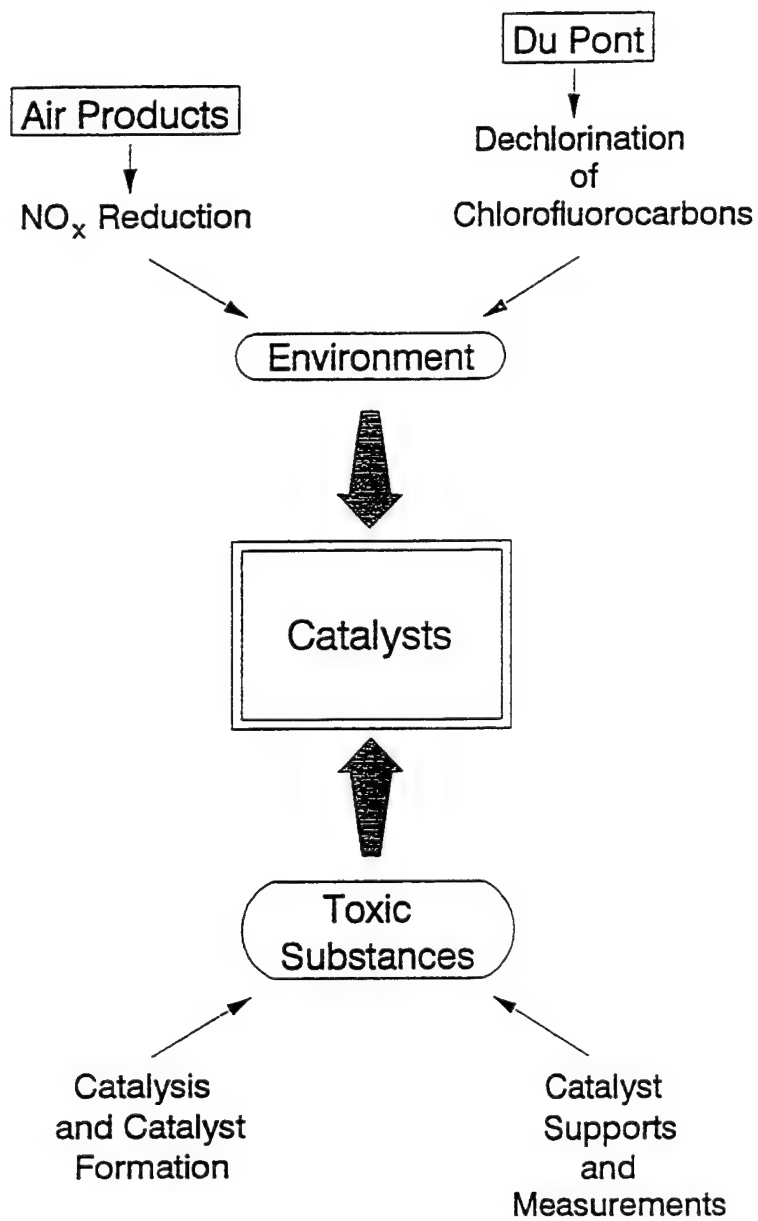 Du Pont
Air Products
Dechlorination
of
Chlorofluorocarbons
NOx Reduction
Environment
Catalysts
Toxic
Substances
Catalysis
and Catalyst
Formation
Catalyst
Supports
and
Measurements